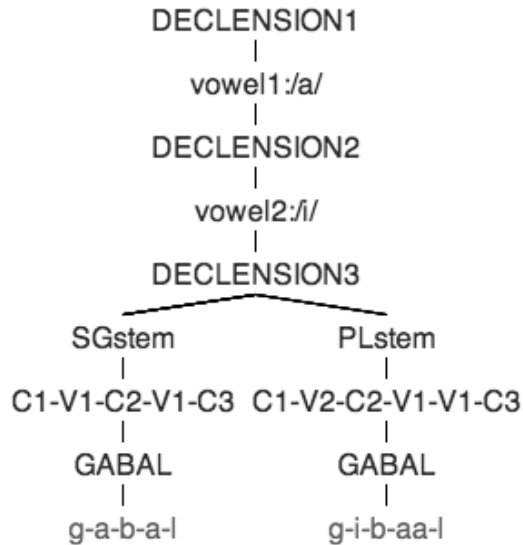 DECLENSION1
vowel1:/a/
DECLENSION2
vowel2:/i/
DECLENSION3
SGstem PLstem
C1-V1-C2-V1-C3 C1-V2-C2-V1-V1-C3
GABAL GABAL
g-a-b-a-l g-i-b-aa-l